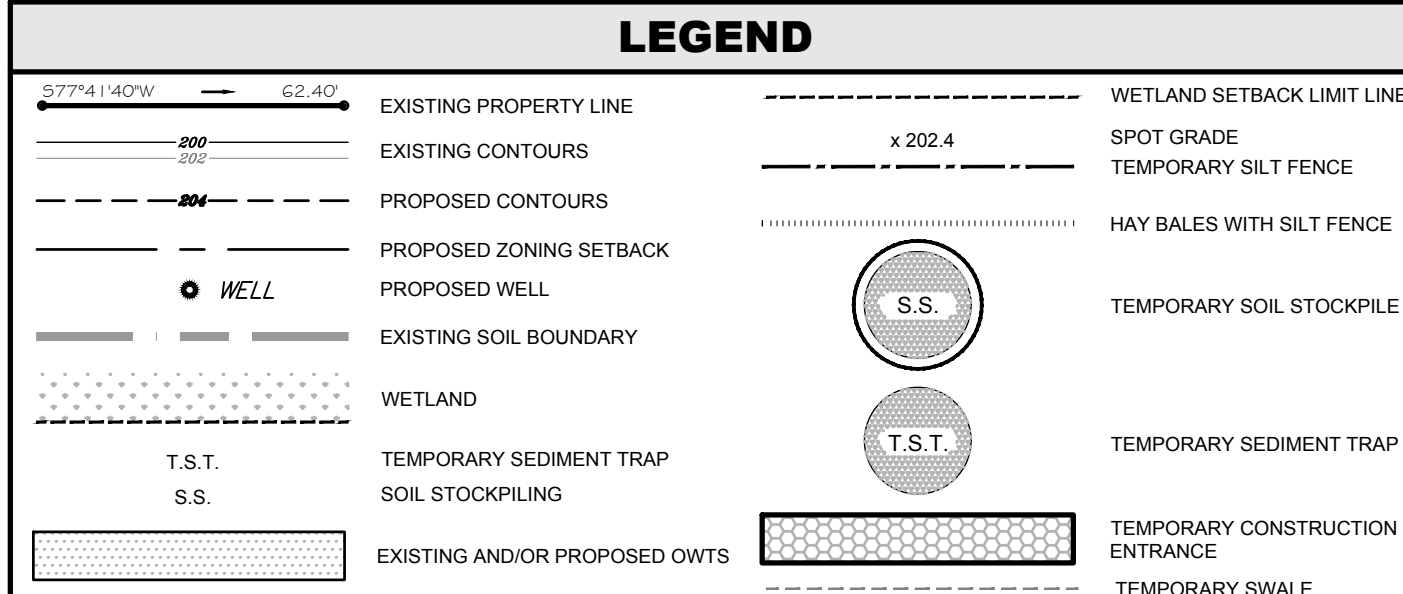 LEGEND
S77°41'40"W 62.40' EXISTING PROPERTY LINE
200
202
EXISTING CONTOURS
204 PROPOSED CONTOURS
PROPOSED ZONING SETBACK
WELL PROPOSED WELL
EXISTING SOIL BOUNDARY
WETLAND
T.S.T. TEMPORARY SEDIMENT TRAP
S.S. SOIL STOCKPILING
EXISTING AND/OR PROPOSED OWTS
WETLAND SETBACK LIMIT LINE
x 202.4 SPOT GRADE
TEMPORARY SILT FENCE
HAY BALES WITH SILT FENCE
S.S. TEMPORARY SOIL STOCKPILE
T.S.T. TEMPORARY SEDIMENT TRAP
TEMPORARY CONSTRUCTION
ENTRANCE
TEMPORARY SWALE